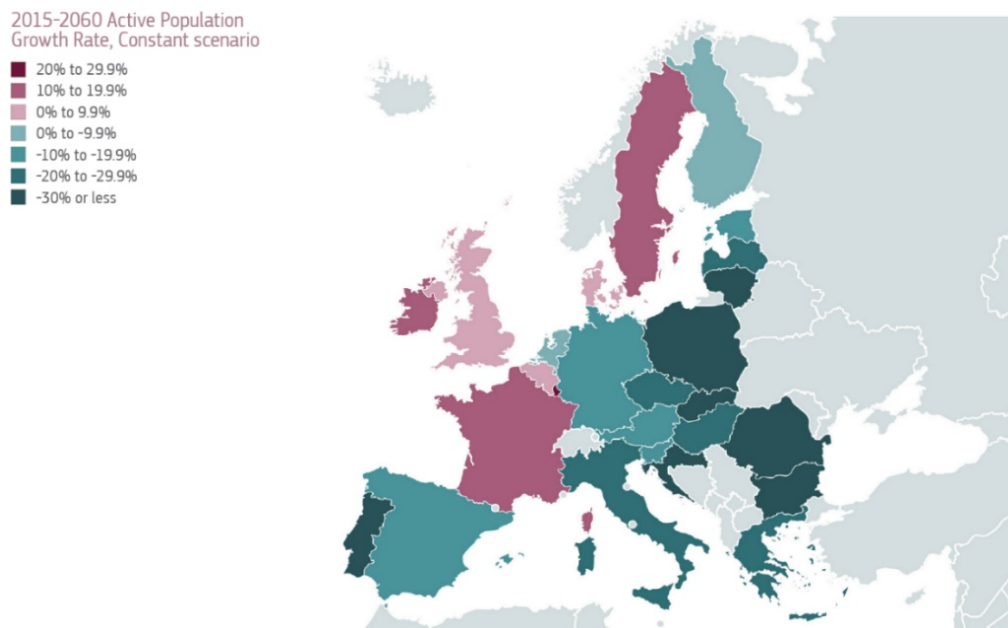 2015-2060 Active Population
Growth Rate, Constant scenario
20% to 29.9%
10% to 19.9%
0% to 9.9%
0% to -9.9%
-10% to -19.9%
-20% to -29.9%
-30% or less